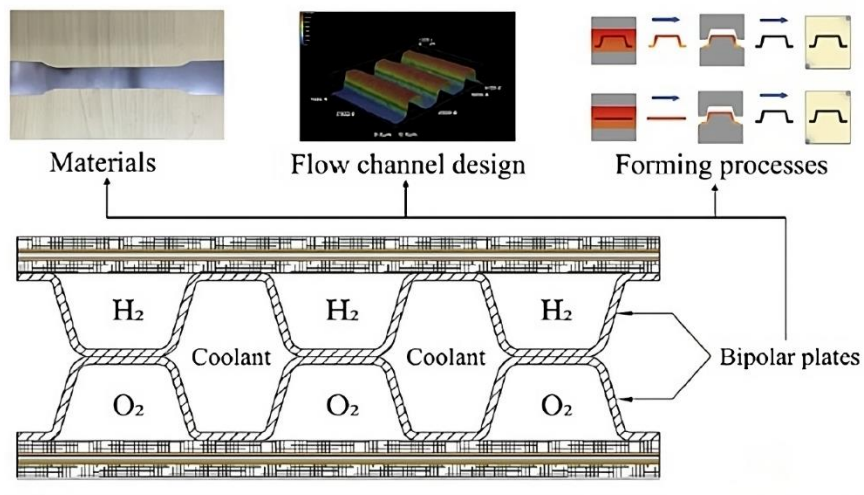 Materials
Flow channel design
Forming processes
H₂
H₂
H₂
Coolant
Coolant
Bipolar plates
O₂
O₂
O₂